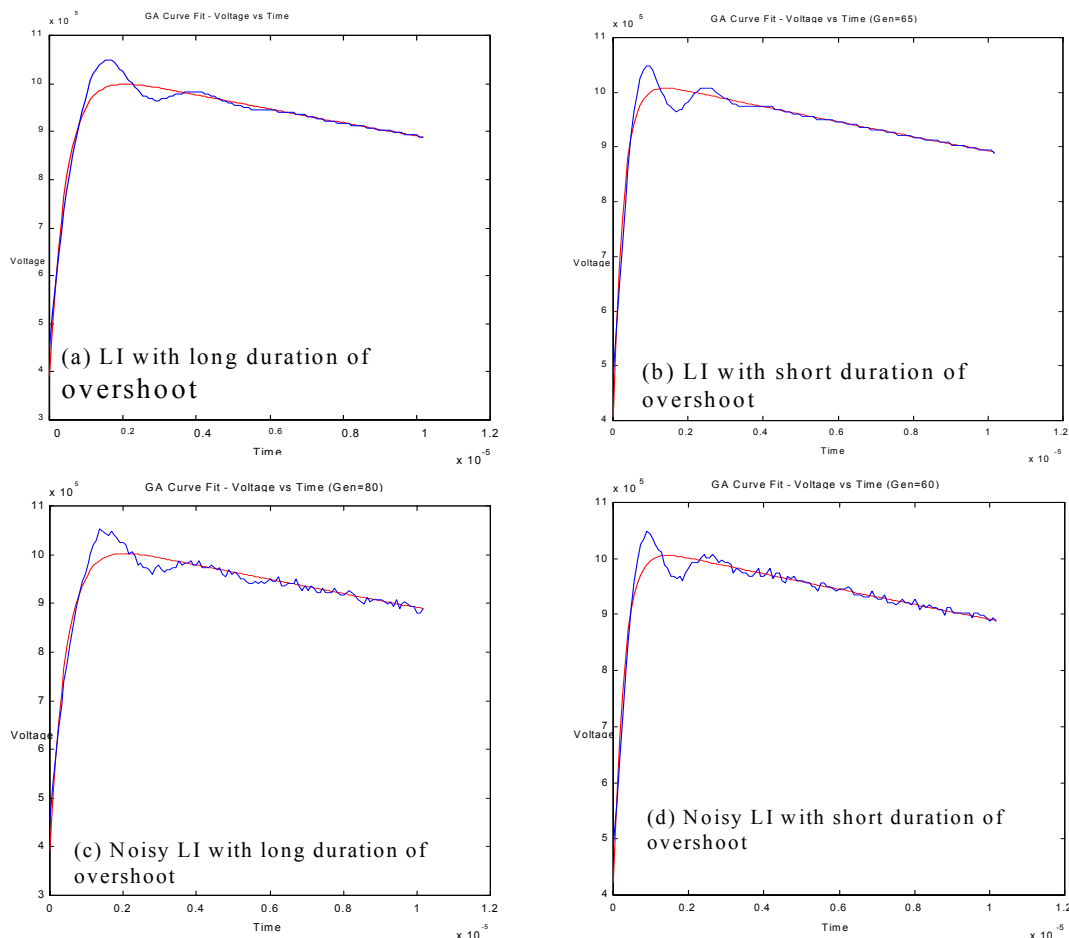 x 10 5
GA Curve Fit - Voltage vs Time
11
10
9
8
7
Voltage
6
5
4
3
(a) LI with long duration of
overshoot
0
0.2
0.4
0.6
0.8
1
1.2
Time
x 10 -5
x 10 5
GA Curve Fit - Voltage vs Time (Gen=65)
11
10
9
8
7
Voltage
6
5
4
(b) LI with short duration of
overshoot
0
0.2
0.4
0.6
0.8
1
1.2
Time
x 10 -5
x 10 5
GA Curve Fit - Voltage vs Time (Gen=80)
11
10
9
8
7
Voltage
6
5
4
3
(c) Noisy LI with long duration of
overshoot
0
0.2
0.4
0.6
0.8
1
1.2
Time
x 10 -5
x 10 5
GA Curve Fit - Voltage vs Time (Gen=60)
11
10
9
8
7
Voltage
6
5
4
(d) Noisy LI with short duration of
overshoot
0
0.2
0.4
0.6
0.8
1
1.2
Time
x 10 -5